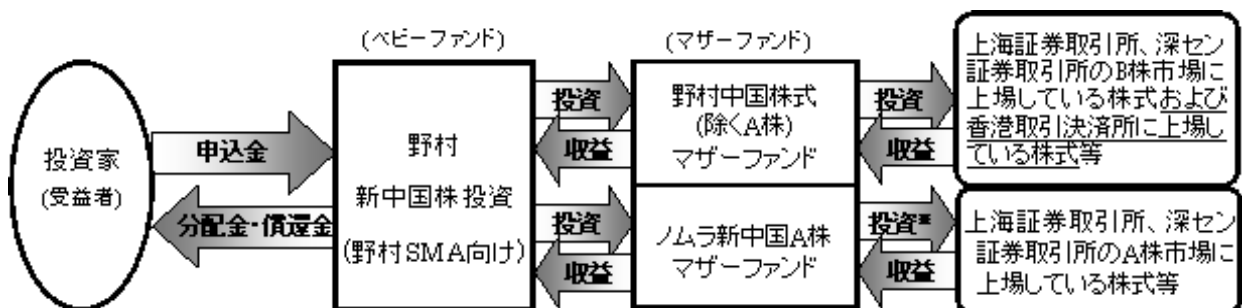 (ベビーファンド)
(マザーファンド)
投資家
(受益者)
申込金
分配金・償還金
野村
新中国株投資
(野村SMA向け)
投資
収益
投資
収益
野村中国株式
(除くA株)
マザーファンド
ノムラ新中国A株
マザーファンド
投資
収益
投資※
収益
上海証券取引所、深セン
証券取引所のB株市場に
上場している株式および
香港取引決済所に上場し
ている株式等
上海証券取引所、深セン
証券取引所のA株市場に
上場している株式等